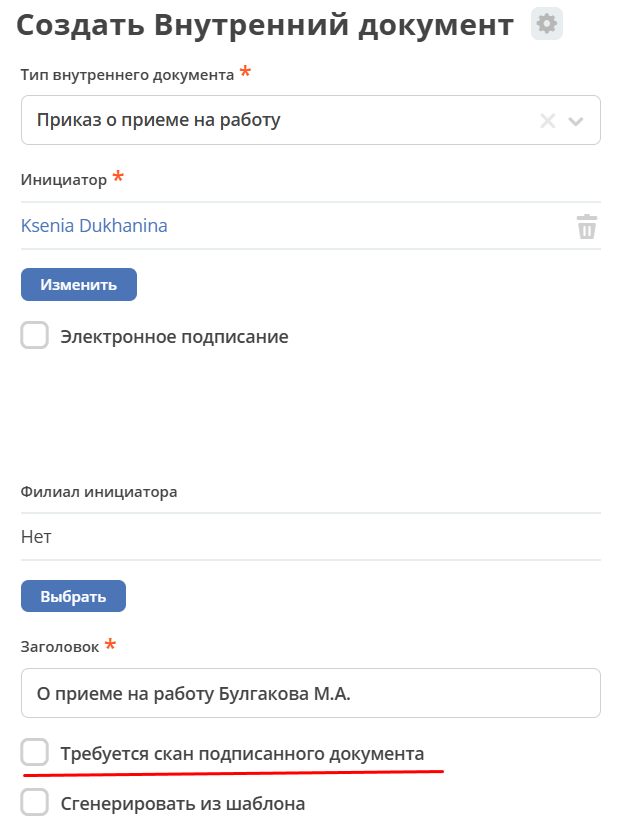 Создать Внутренний документ
Тип внутреннего документа *
Приказ о приеме на работу
Инициатор *
Ksenia Dukhanina
Изменить
Электронное подписание
Филиал инициатора
Нет
Выбрать
Заголовок *
О приеме на работу Булгакова М.А.
Требуется скан подписанного документа
Сгенерировать из шаблона